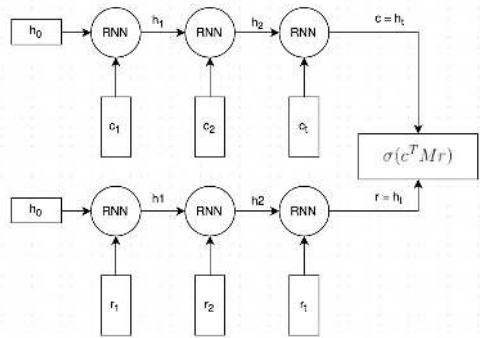 h₀ RNN h₁ RNN h₂ RNN c = hₜ
c₁ c₂ cₜ
σ(cᵀMr)
h₀ RNN h1 RNN h2 RNN r = hₜ
r₁ r₂ rₜ